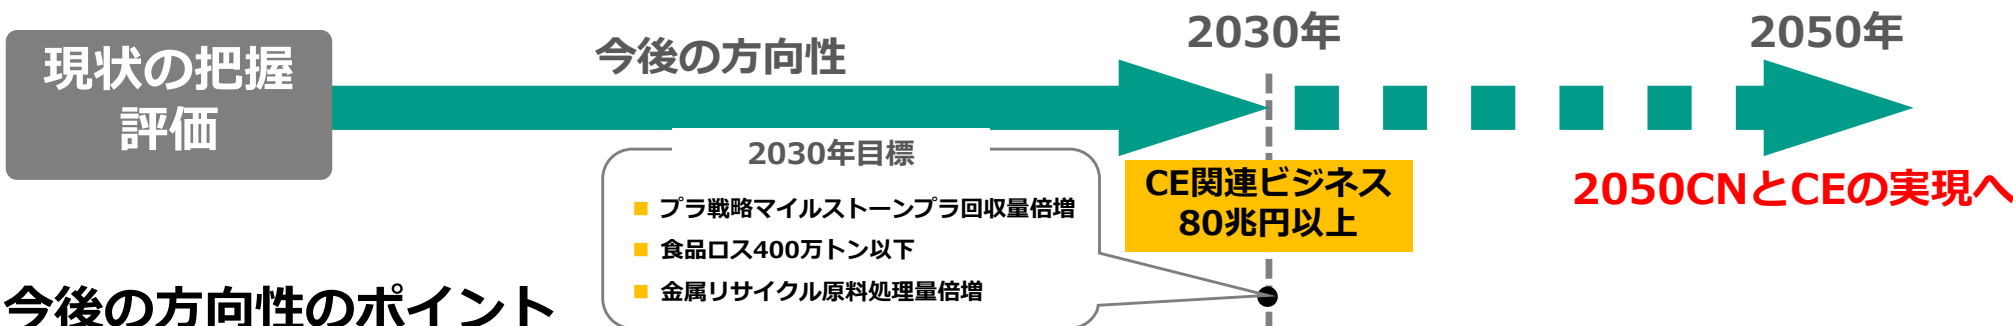 2030年
2050年
現状の把握
評価
今後の方向性
2030年目標
プラ戦略マイルストーンプラ回収量倍増
食品ロス400万トン以下
金属リサイクル原料処理量倍増
CE関連ビジネス
80兆円以上
2050CNとCEの実現へ
今後の方向性のポイント